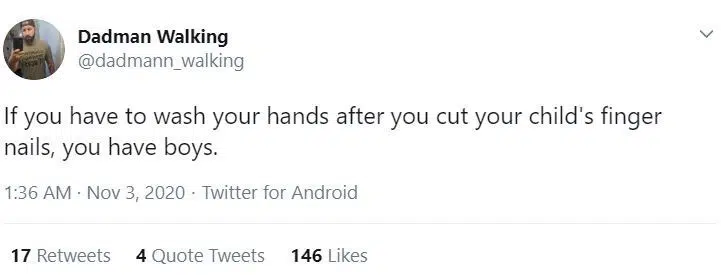 Dadman Walking
@dadmann_walking
If you have to wash your hands after you cut your child's finger
nails, you have boys.
1:36 AM · Nov 3, 2020 · Twitter for Android
17 Retweets 4 Quote Tweets 146 Likes